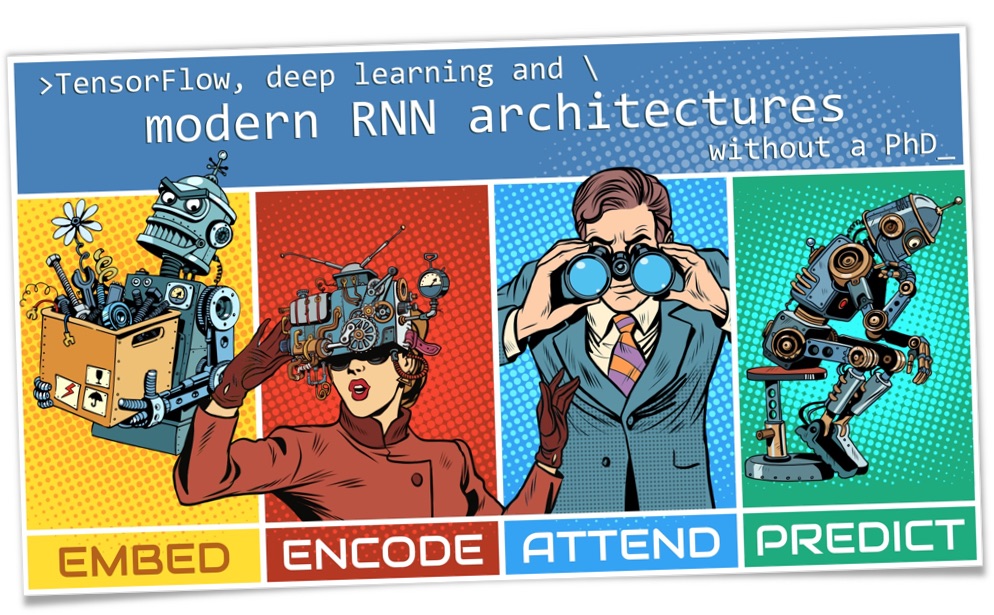 >TensorFlow, deep learning and \
modern RNN architectures
without a PhD_
EMBED
ENCODE
ATTEND
PREDICT